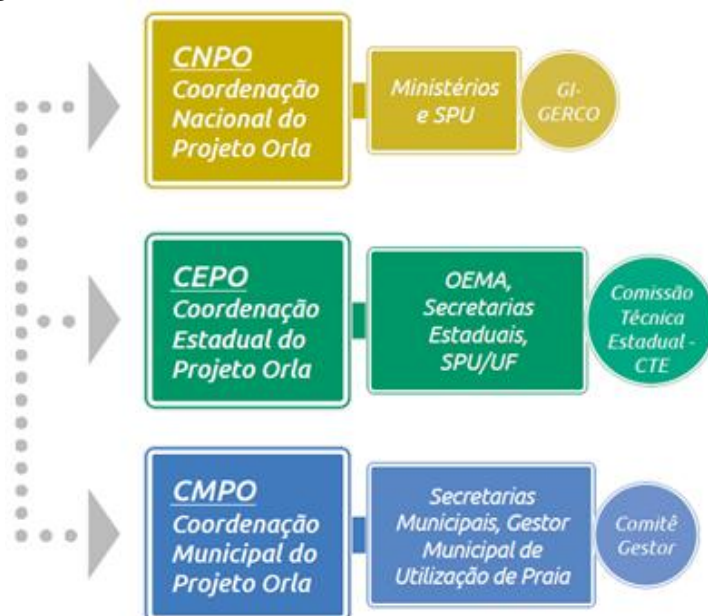 CNPO
Coordenação
Nacional do
Projeto Orla
Ministérios
e SPU
GI-
GERCO
CEPO
Coordenação
Estadual do
Projeto Orla
OEMA,
Secretarias
Estaduais,
SPU/UF
Comissão
Técnica
Estadual -
CTE
CMPO
Coordenação
Municipal do
Projeto Orla
Secretarias
Municipais, Gestor
Municipal de
Utilização de Praia
Comitê
Gestor